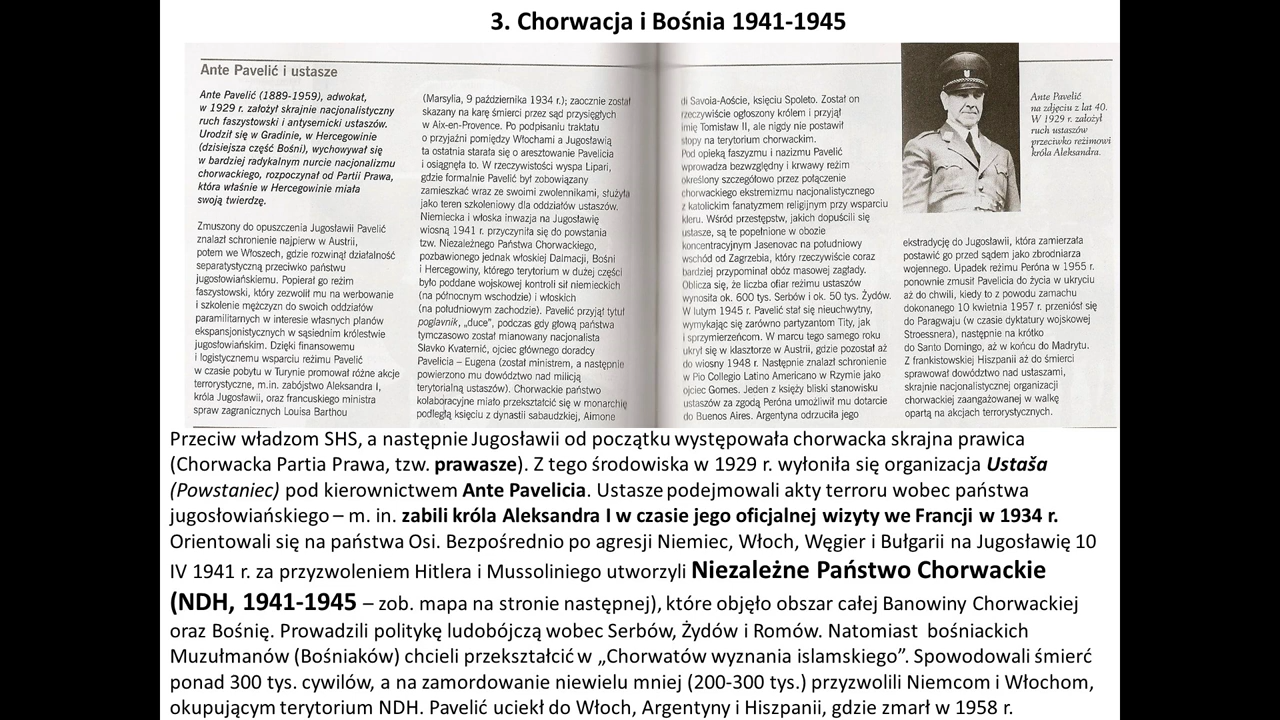 3. Chorwacja i Bośnia 1941-1945
Ante Pavelić i ustasze
Ante Pavelić (1889-1959), adwokat,
w 1929 r. założył skrajnie nacjonalistyczny
ruch faszystowski i antysemicki ustaszów.
Urodził się w Gradinie, w Hercegowinie
(dzisiejsza część Bośni), wychowywał się
w bardziej radykalnym nurcie nacjonalizmu
chorwackiego, rozpoczynał od Partii Prawa,
która właśnie w Hercegowinie miała
swoją twierdzę.
Zmuszony do opuszczenia Jugosławii Pavelić
znalazł schronienie najpierw w Austrii,
potem we Włoszech, gdzie rozwinął działalność
separatystyczną przeciwko państwu
jugosłowiańskiemu. Popierał go reżim
faszystowski, który zezwolił mu na werbowanie
i szkolenie mężczyzn do swoich oddziałów
paramilitarnych w interesie własnych planów
ekspansjonistycznych w sąsiednim królestwie
jugosłowiańskim. Dzięki finansowemu
i logistycznemu wsparciu reżimu Pavelić
w czasie pobytu w Turynie promował różne akcje
terrorystyczne, m.in. zabójstwo Aleksandra I,
króla Jugosławii, oraz francuskiego ministra
spraw zagranicznych Louisa Barthou
(Marsylia, 9 października 1934 r.); zaocznie został
skazany na karę śmierci przez sąd przysięgłych
w Aix-en-Provence. Po podpisaniu traktatu
o przyjaźni pomiędzy Włochami a Jugosławią
ta ostatnia starała się o aresztowanie Pavelicia
i osiągnęła to. W rzeczywistości wyspa Lipari,
gdzie formalnie Pavelić był zobowiązany
zamieszkać wraz ze swoimi zwolennikami, służyła
jako teren szkoleniowy dla oddziałów ustaszów.
Niemiecka i włoska inwazja na Jugosławię
wiosną 1941 r. przyczyniła się do powstania
tzw. Niezależnego Państwa Chorwackiego,
pozbawionego jednak włoskiej Dalmacji, Bośni
i Hercegowiny, którego terytorium w dużej części
było poddane wojskowej kontroli sił niemieckich
(na północnym wschodzie) i włoskich
(na południowym zachodzie). Pavelić przyjął tytuł
poglavnik, „duce”, podczas gdy głową państwa
tymczasowo został mianowany nacjonalista
Slavko Kvaternić, ojciec głównego doradcy
Pavelicia – Eugena (został ministrem, a następnie
powierzono mu dowództwo nad milicją
terytorialną ustaszów). Chorwackie państwo
kolaboracyjne miało przekształcić się w monarchię
podległą księciu z dynastii sabaudzkiej, Aimone
di Savoia-Aoście, księciu Spoleto. Został on
rzeczywiście ogłoszony królem i przyjął
imię Tomisław II, ale nigdy nie postawił
stopy na terytorium chorwackim.
Pod opieką faszyzmu i nazizmu Pavelić
wprowadza bezwzględny i krwawy reżim
określony szczegółowo przez połączenie
chorwackiego ekstremizmu nacjonalistycznego
z katolickim fanatyzmem religijnym przy wsparciu
kleru. Wśród przestępstw, jakich dopuścili się
ustasze, są te popełnione w obozie
koncentracyjnym Jasenovac na południowy
wschód od Zagrzebia, który rzeczywiście coraz
bardziej przypominał obóz masowej zagłady.
Oblicza się, że liczba ofiar reżimu ustaszów
wynosiła ok. 600 tys. Serbów i ok. 50 tys. Żydów.
W lutym 1945 r. Pavelić stał się nieuchwytny,
wymykając się zarówno partyzantom Tity, jak
i sprzymierzeńcom. W marcu tego samego roku
ukrył się w klasztorze w Austrii, gdzie pozostał aż
do wiosny 1948 r. Następnie znalazł schronienie
w Pio Collegio Latino Americano w Rzymie jako
ojciec Gomes. Jeden z księży bliski stanowisku
ustaszów za zgodą Peróna umożliwił mu dotarcie
do Buenos Aires. Argentyna odrzuciła jego
Ante Pavelić
na zdjęciu z lat 40.
W 1929 r. założył
ruch ustaszów
przeciwko reżimowi
króla Aleksandra.
ekstradycję do Jugosławii, która zamierzała
postawić go przed sądem jako zbrodniarza
wojennego. Upadek reżimu Peróna w 1955 r.
ponownie zmusił Pavelicia do życia w ukryciu
aż do chwili, kiedy to z powodu zamachu
dokonanego 10 kwietnia 1957 r. przeniósł się
do Paragwaju (w czasie dyktatury wojskowej
Stroessnera), następnie na krótko
do Santo Domingo, aż w końcu do Madrytu.
Z frankistowskiej Hiszpanii aż do śmierci
sprawował dowództwo nad ustaszami,
skrajnie nacjonalistycznej organizacji
chorwackiej zaangażowanej w walkę
opartą na akcjach terrorystycznych.
Przeciw władzom SHS, a następnie Jugosławii od początku występowała chorwacka skrajna prawica
(Chorwacka Partia Prawa, tzw. prawasze). Z tego środowiska w 1929 r. wyłoniła się organizacja Ustaša
(Powstaniec) pod kierownictwem Ante Pavelicia. Ustasze podejmowali akty terroru wobec państwa
jugosłowiańskiego – m. in. zabili króla Aleksandra I w czasie jego oficjalnej wizyty we Francji w 1934 r.
Orientowali się na państwa Osi. Bezpośrednio po agresji Niemiec, Włoch, Węgier i Bułgarii na Jugosławię 10
IV 1941 r. za przyzwoleniem Hitlera i Mussoliniego utworzyli Niezależne Państwo Chorwackie
(NDH, 1941-1945 – zob. mapa na stronie następnej), które objęło obszar całej Banowiny Chorwackiej
oraz Bośnię. Prowadzili politykę ludobójczą wobec Serbów, Żydów i Romów. Natomiast bośniackich
Muzułmanów (Bośniaków) chcieli przekształcić w „Chorwatów wyznania islamskiego”. Spowodowali śmierć
ponad 300 tys. cywilów, a na zamordowanie niewielu mniej (200-300 tys.) przyzwolili Niemcom i Włochom,
okupującym terytorium NDH. Pavelić uciekł do Włoch, Argentyny i Hiszpanii, gdzie zmarł w 1958 r.